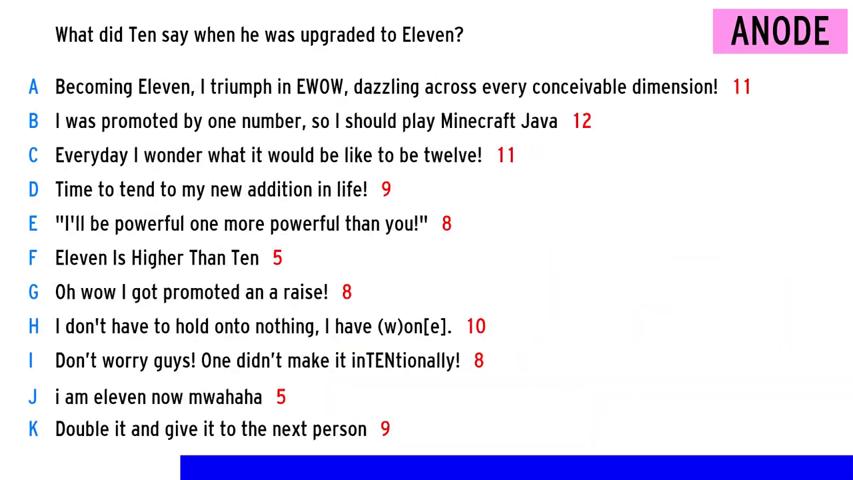 What did Ten say when he was upgraded to Eleven?
ANODE
A Becoming Eleven, I triumph in EWOW, dazzling across every conceivable dimension! 11
B I was promoted by one number, so I should play Minecraft Java 12
C Everyday I wonder what it would be like to be twelve! 11
D Time to tend to my new addition in life! 9
E "I'll be powerful one more powerful than you!" 8
F Eleven Is Higher Than Ten 5
G Oh wow I got promoted an a raise! 8
H I don't have to hold onto nothing, I have (w)on[e]. 10
I Don’t worry guys! One didn’t make it inTENtionally! 8
J i am eleven now mwahaha 5
K Double it and give it to the next person 9